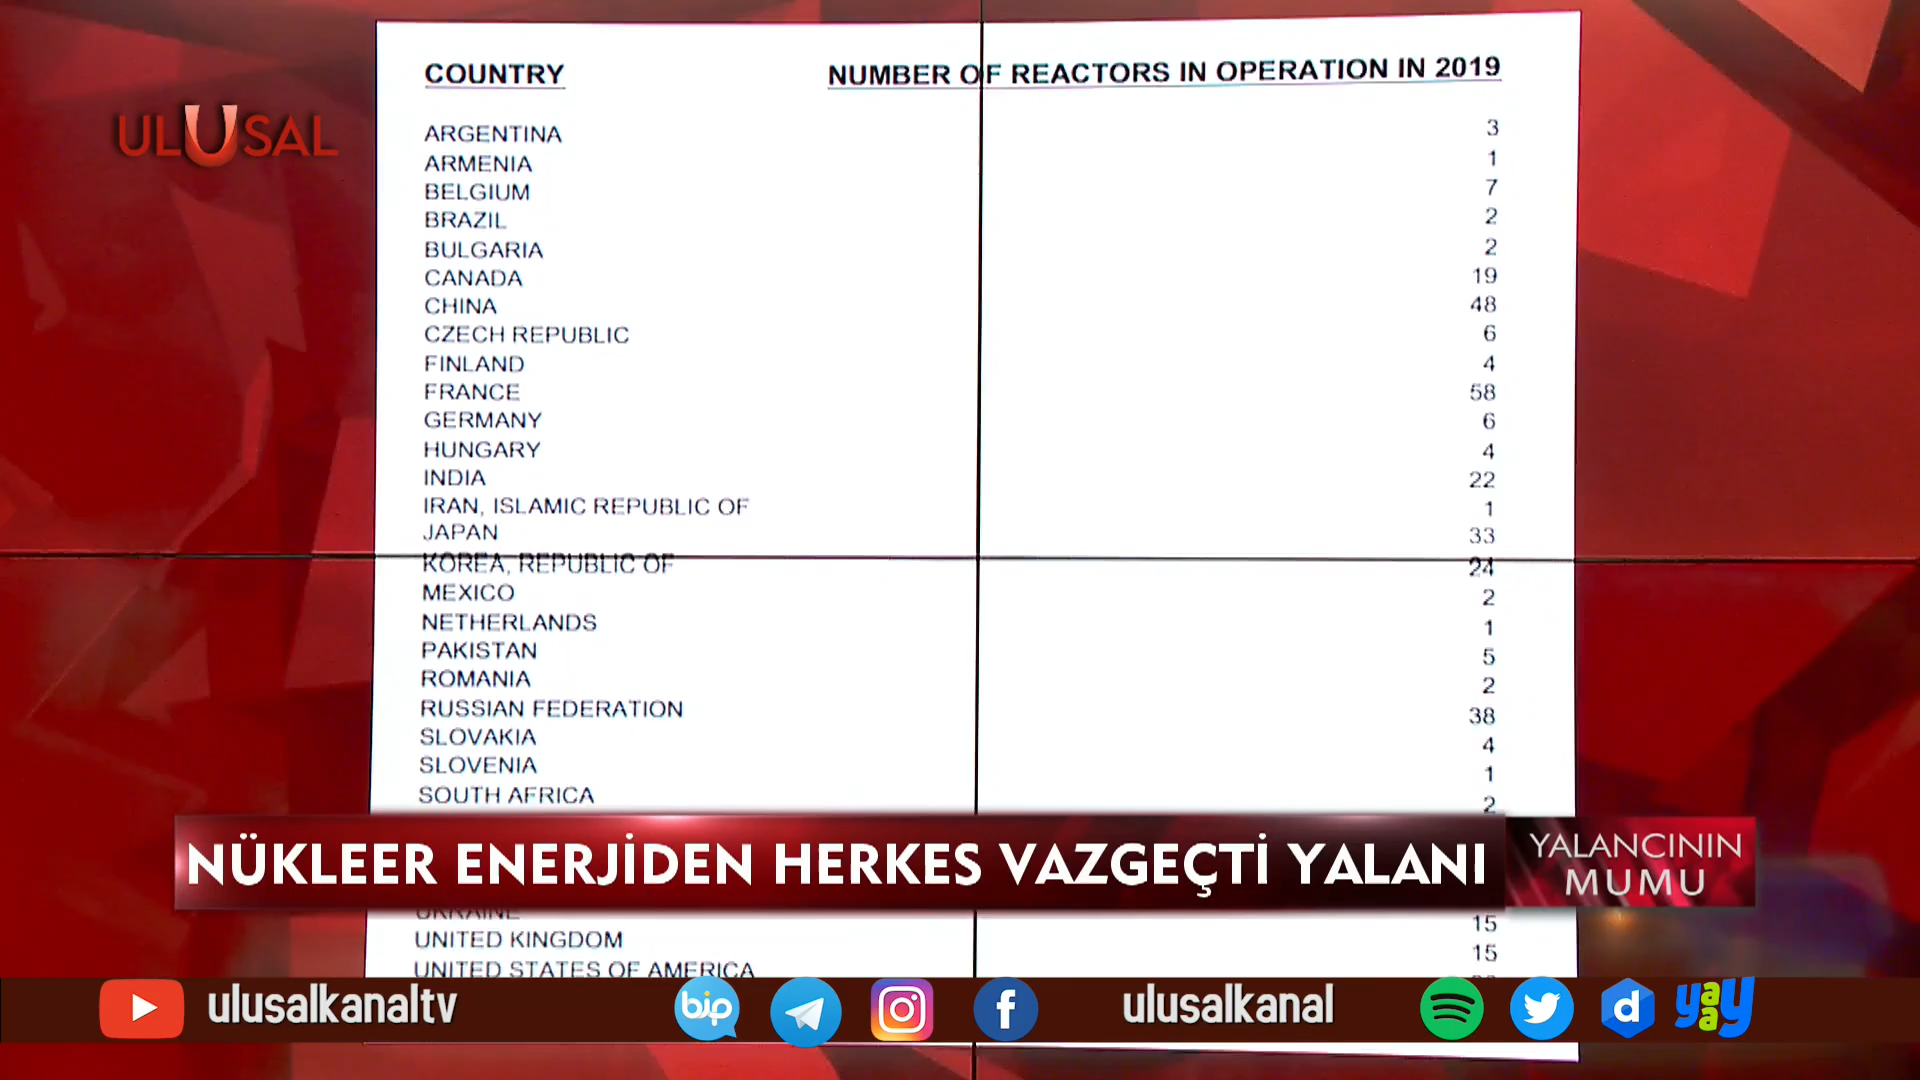 COUNTRY NUMBER OF REACTORS IN OPERATION IN 2019
ULUSAL
ARGENTINA 3
ARMENIA 1
BELGIUM 7
BRAZIL 2
BULGARIA 2
CANADA 19
CHINA 48
CZECH REPUBLIC 6
FINLAND 4
FRANCE 58
GERMANY 6
HUNGARY 4
INDIA 22
IRAN, ISLAMIC REPUBLIC OF 1
JAPAN 33
KOREA, REPUBLIC OF 24
MEXICO 2
NETHERLANDS 1
PAKISTAN 5
ROMANIA 2
RUSSIAN FEDERATION 38
SLOVAKIA 4
SLOVENIA 1
SOUTH AFRICA 2
NÜKLEER ENERJİDEN HERKES VAZGEÇTİ YALANI
YALANCININ
MUMU
UKRAINE 15
UNITED KINGDOM 15
UNITED STATES OF AMERICA
ulusalkanaltv bip ulusalkanal d yaay